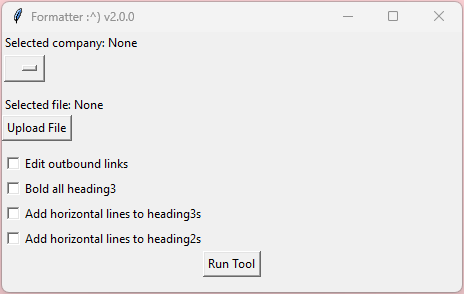 Formatter :^) v2.0.0
Selected company: None
Selected file: None
Upload File
Edit outbound links
Bold all heading3
Add horizontal lines to heading3s
Add horizontal lines to heading2s
Run Tool